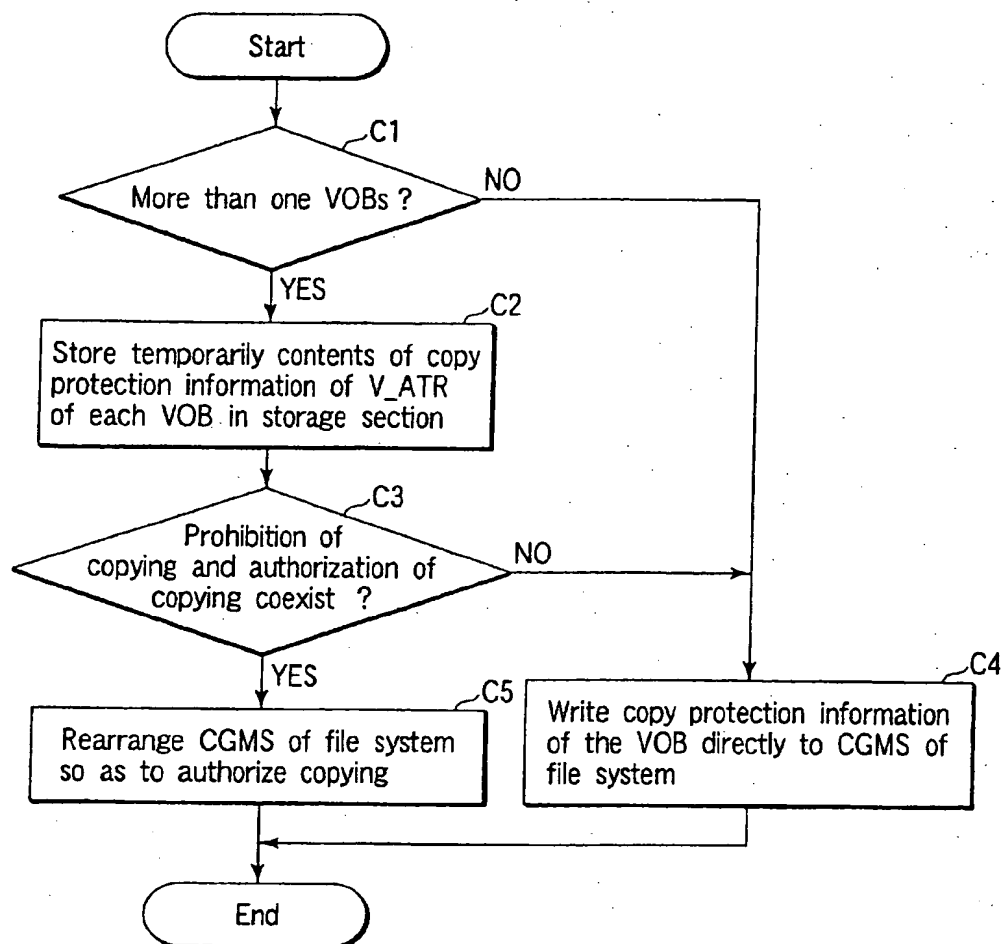 Start
C1
More than one VOBs ?
NO
YES
C2
Store temporarily contents of copy
protection information of V_ATR
of each VOB in storage section
C3
Prohibition of
copying and authorization of
copying coexist ?
NO
YES
C5
Rearrange CGMS of file system
so as to authorize copying
C4
Write copy protection information
of the VOB directly to CGMS of
file system
End